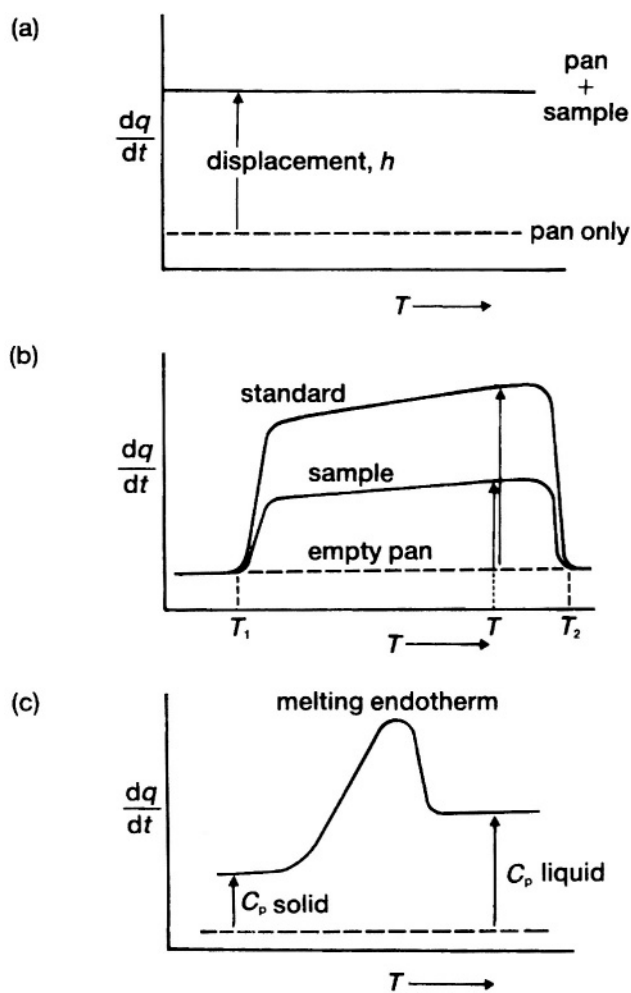 (a)
pan
+
sample
dq
dt
displacement, h
pan only
T
(b)
standard
dq
dt
sample
empty pan
T₁
T
T
T₂
(c)
melting endotherm
dq
dt
Cₚ solid
Cₚ liquid
T